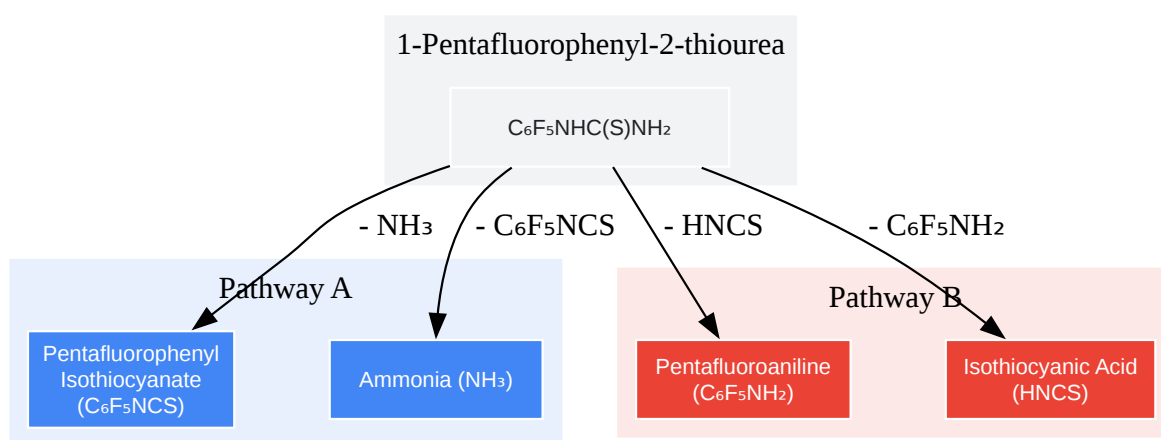 1-Pentafluorophenyl-2-thiourea
C₆F₅NHC(S)NH₂
- NH₃
- C₆F₅NCS
- HNCS
- C₆F₅NH₂
Pathway A
Pathway B
Pentafluorophenyl
Isothiocyanate
(C₆F₅NCS)
Ammonia (NH₃)
Pentafluoroaniline
(C₆F₅NH₂)
Isothiocyanic Acid
(HNCS)